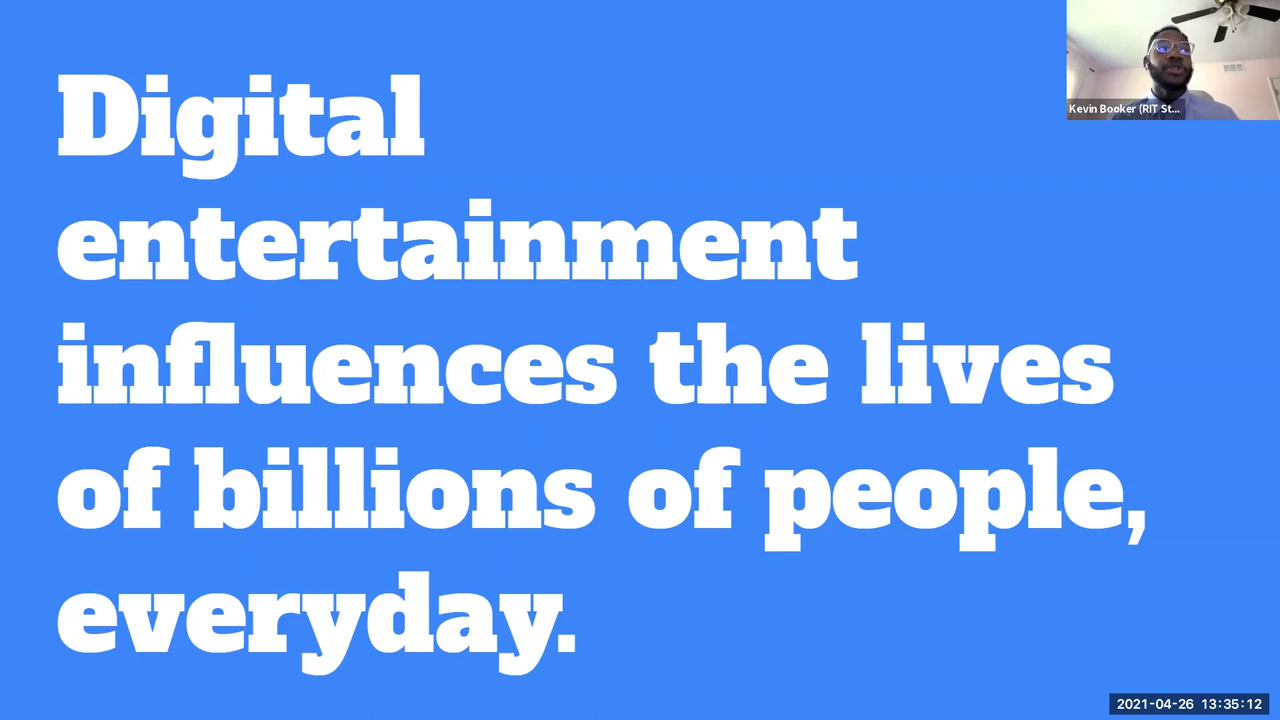 Digital
entertainment
influences the lives
of billions of people,
everyday.
Kevin Booker (RIT St...
2021-04-26 13:35:12